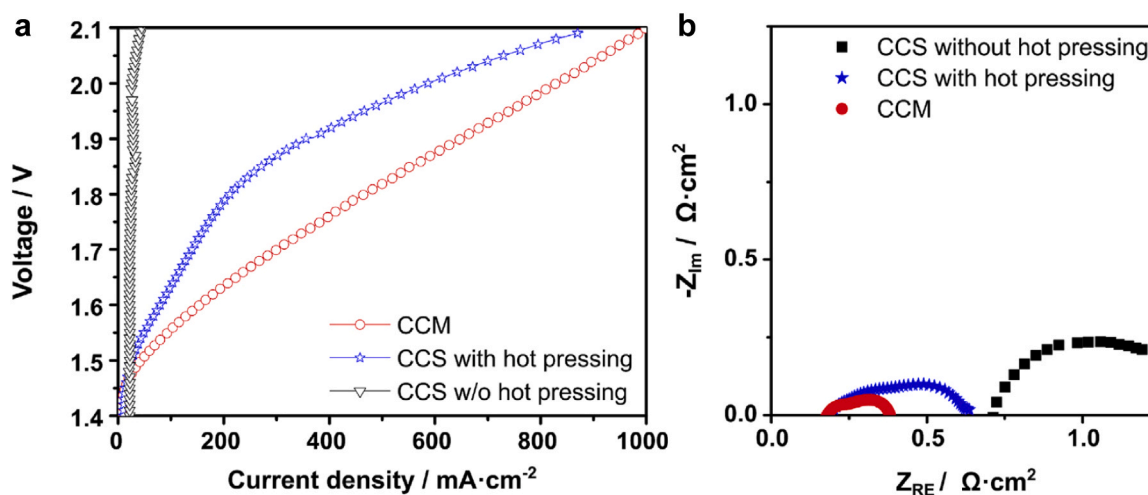 a
2.1
2.0
1.9
1.8
1.7
1.6
1.5
1.4
Voltage / V
CCM
CCS with hot pressing
CCS w/o hot pressing
0
200
400
600
800
1000
Current density / mA·cm⁻²
b
CCS without hot pressing
CCS with hot pressing
CCM
1.0
0.5
0.0
-Z_Im / Ω·cm²
0.0
0.5
1.0
Z_RE / Ω·cm²